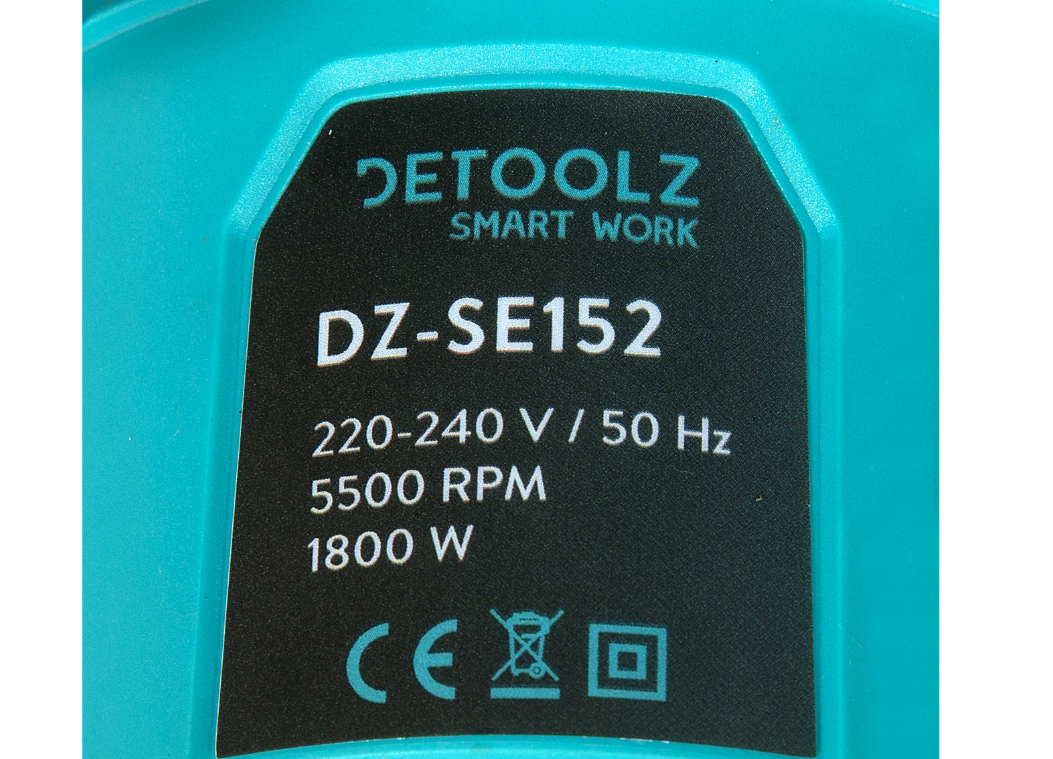 DETOOLZ
SMART WORK
DZ-SE152
220-240 V / 50 Hz
5500 RPM
1800 W
CE